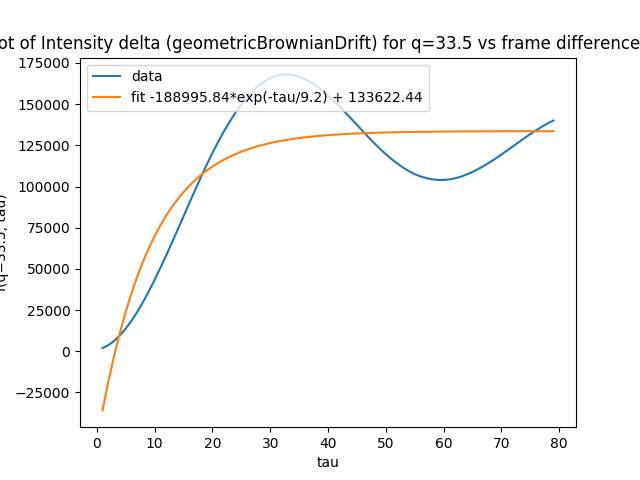 ot of Intensity delta (geometricBrownianDrift) for q=33.5 vs frame difference
175000
150000
125000
100000
75000
50000
25000
0
−25000
I(q=33.5, tau)
data
fit -188995.84*exp(-tau/9.2) + 133622.44
0 10 20 30 40 50 60 70 80
tau